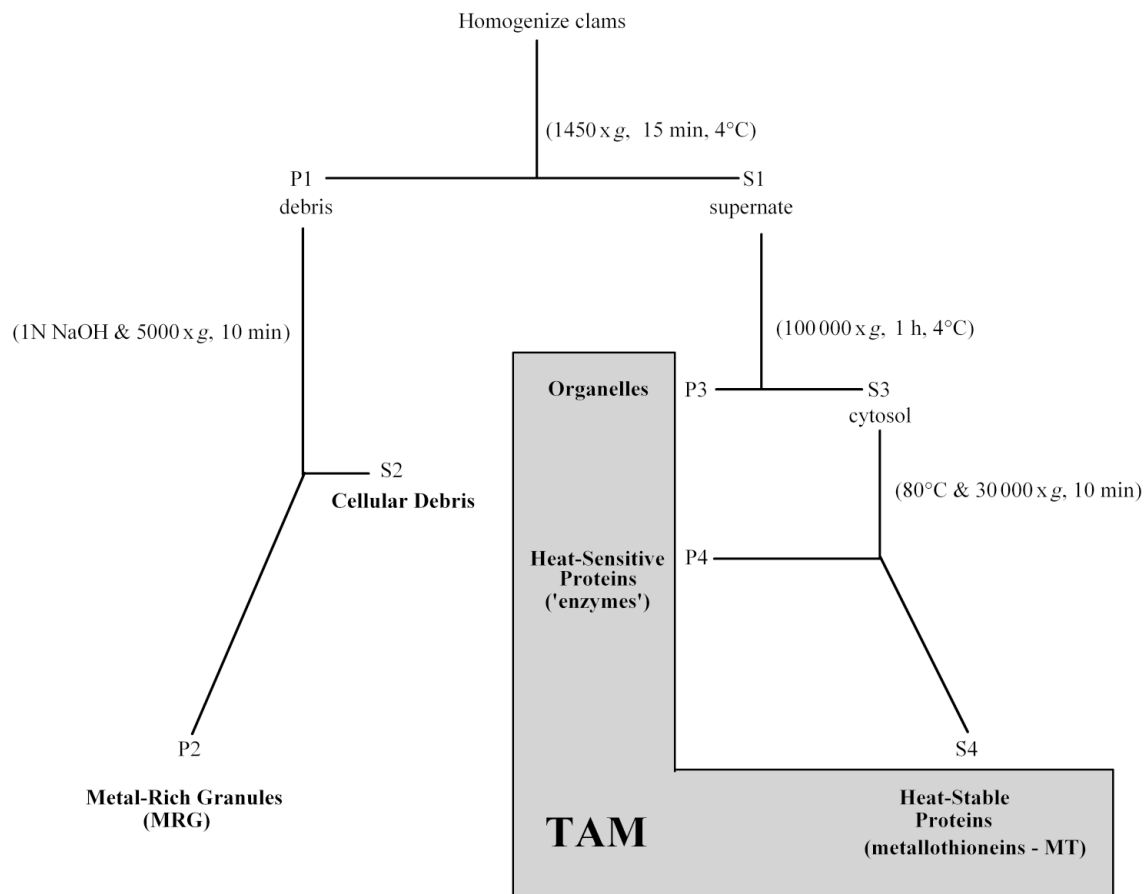 Homogenize clams
(1450 x g, 15 min, 4°C)
P1
S1
debris
supernate
(1N NaOH & 5000 x g, 10 min)
(100 000 x g, 1 h, 4°C)
Organelles
P3
S3
cytosol
S2
Cellular Debris
(80°C & 30 000 x g, 10 min)
Heat-Sensitive
Proteins
('enzymes')
P4
P2
S4
Metal-Rich Granules
(MRG)
TAM
Heat-Stable
Proteins
(metallothioneins - MT)